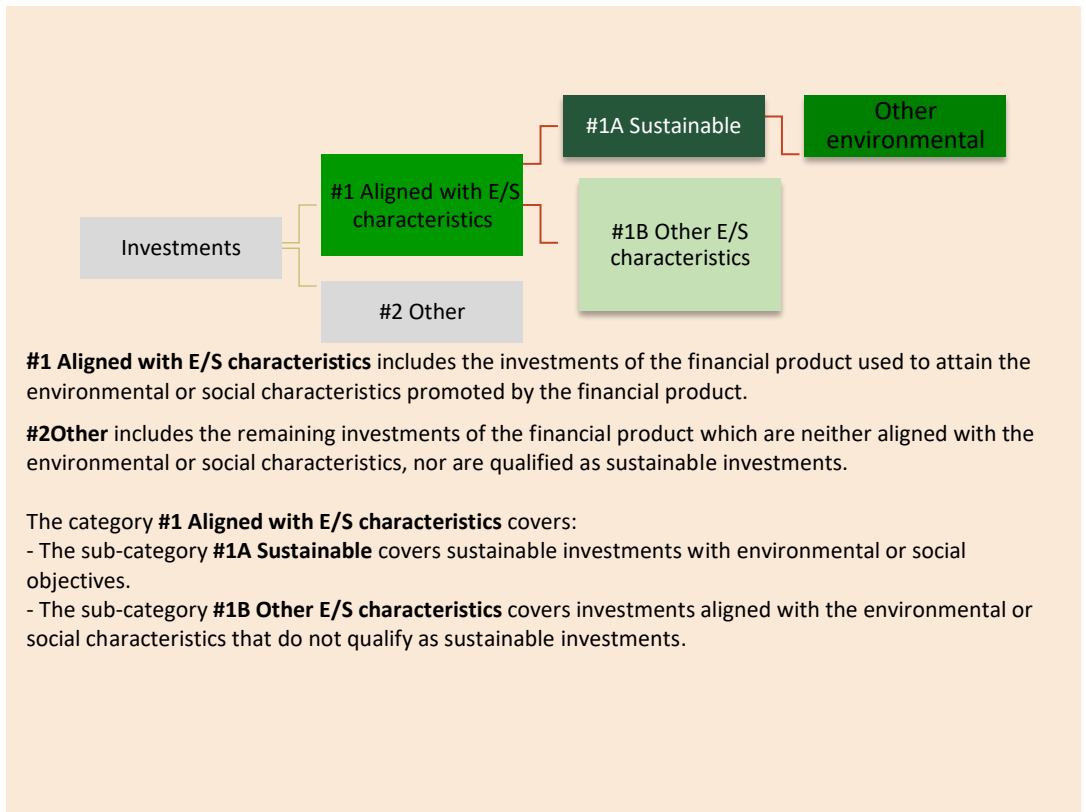 #1A Sustainable
Other
environmental
#1 Aligned with E/S
characteristics
#1B Other E/S
characteristics
Investments
#2 Other
#1 Aligned with E/S characteristics includes the investments of the financial product used to attain the
environmental or social characteristics promoted by the financial product.
#2Other includes the remaining investments of the financial product which are neither aligned with the
environmental or social characteristics, nor are qualified as sustainable investments.
The category #1 Aligned with E/S characteristics covers:
- The sub-category #1A Sustainable covers sustainable investments with environmental or social
objectives.
- The sub-category #1B Other E/S characteristics covers investments aligned with the environmental or
social characteristics that do not qualify as sustainable investments.